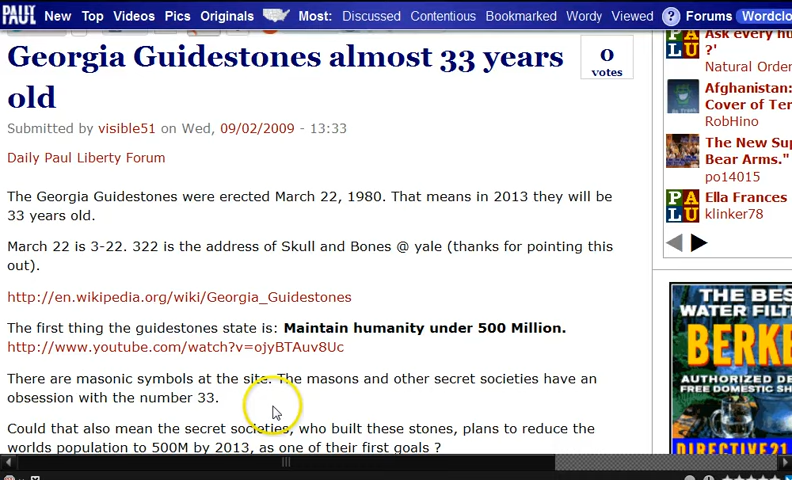 PAUL New Top Videos Pics Originals Most: Discussed Contentious Bookmarked Wordy Viewed ? Forums Wordclo
Georgia Guidestones almost 33 years
old
0
votes
Submitted by visible51 on Wed, 09/02/2009 - 13:33
Daily Paul Liberty Forum
The Georgia Guidestones were erected March 22, 1980. That means in 2013 they will be
33 years old.
March 22 is 3-22. 322 is the address of Skull and Bones @ yale (thanks for pointing this
out).
http://en.wikipedia.org/wiki/Georgia_Guidestones
The first thing the guidestones state is: Maintain humanity under 500 Million.
http://www.youtube.com/watch?v=ojyBTAuv8Uc
There are masonic symbols at the site. The masons and other secret societies have an
obsession with the number 33.
Could that also mean the secret societies, who built these stones, plans to reduce the
worlds population to 500M by 2013, as one of their first goals ?
PA
LU
Ask every h
?'
Natural Orde
Afghanistan:
Cover of Ter
RobHino
The New Su
Bear Arms."
po14015
PA
LU
Ella Frances
klinker78
THE BES
WATER FILT
BERKE
AUTHORIZED DE
FREE DOMESTIC SH
DIRECTIVE21